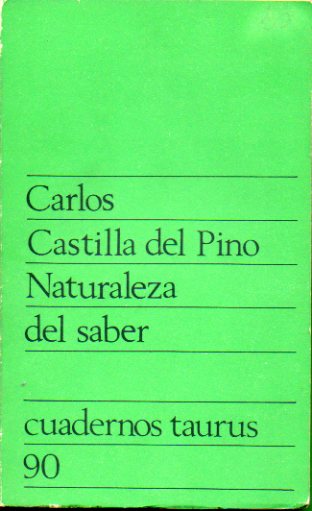 Carlos
Castilla del Pino
Naturaleza
del saber
cuadernos taurus
90